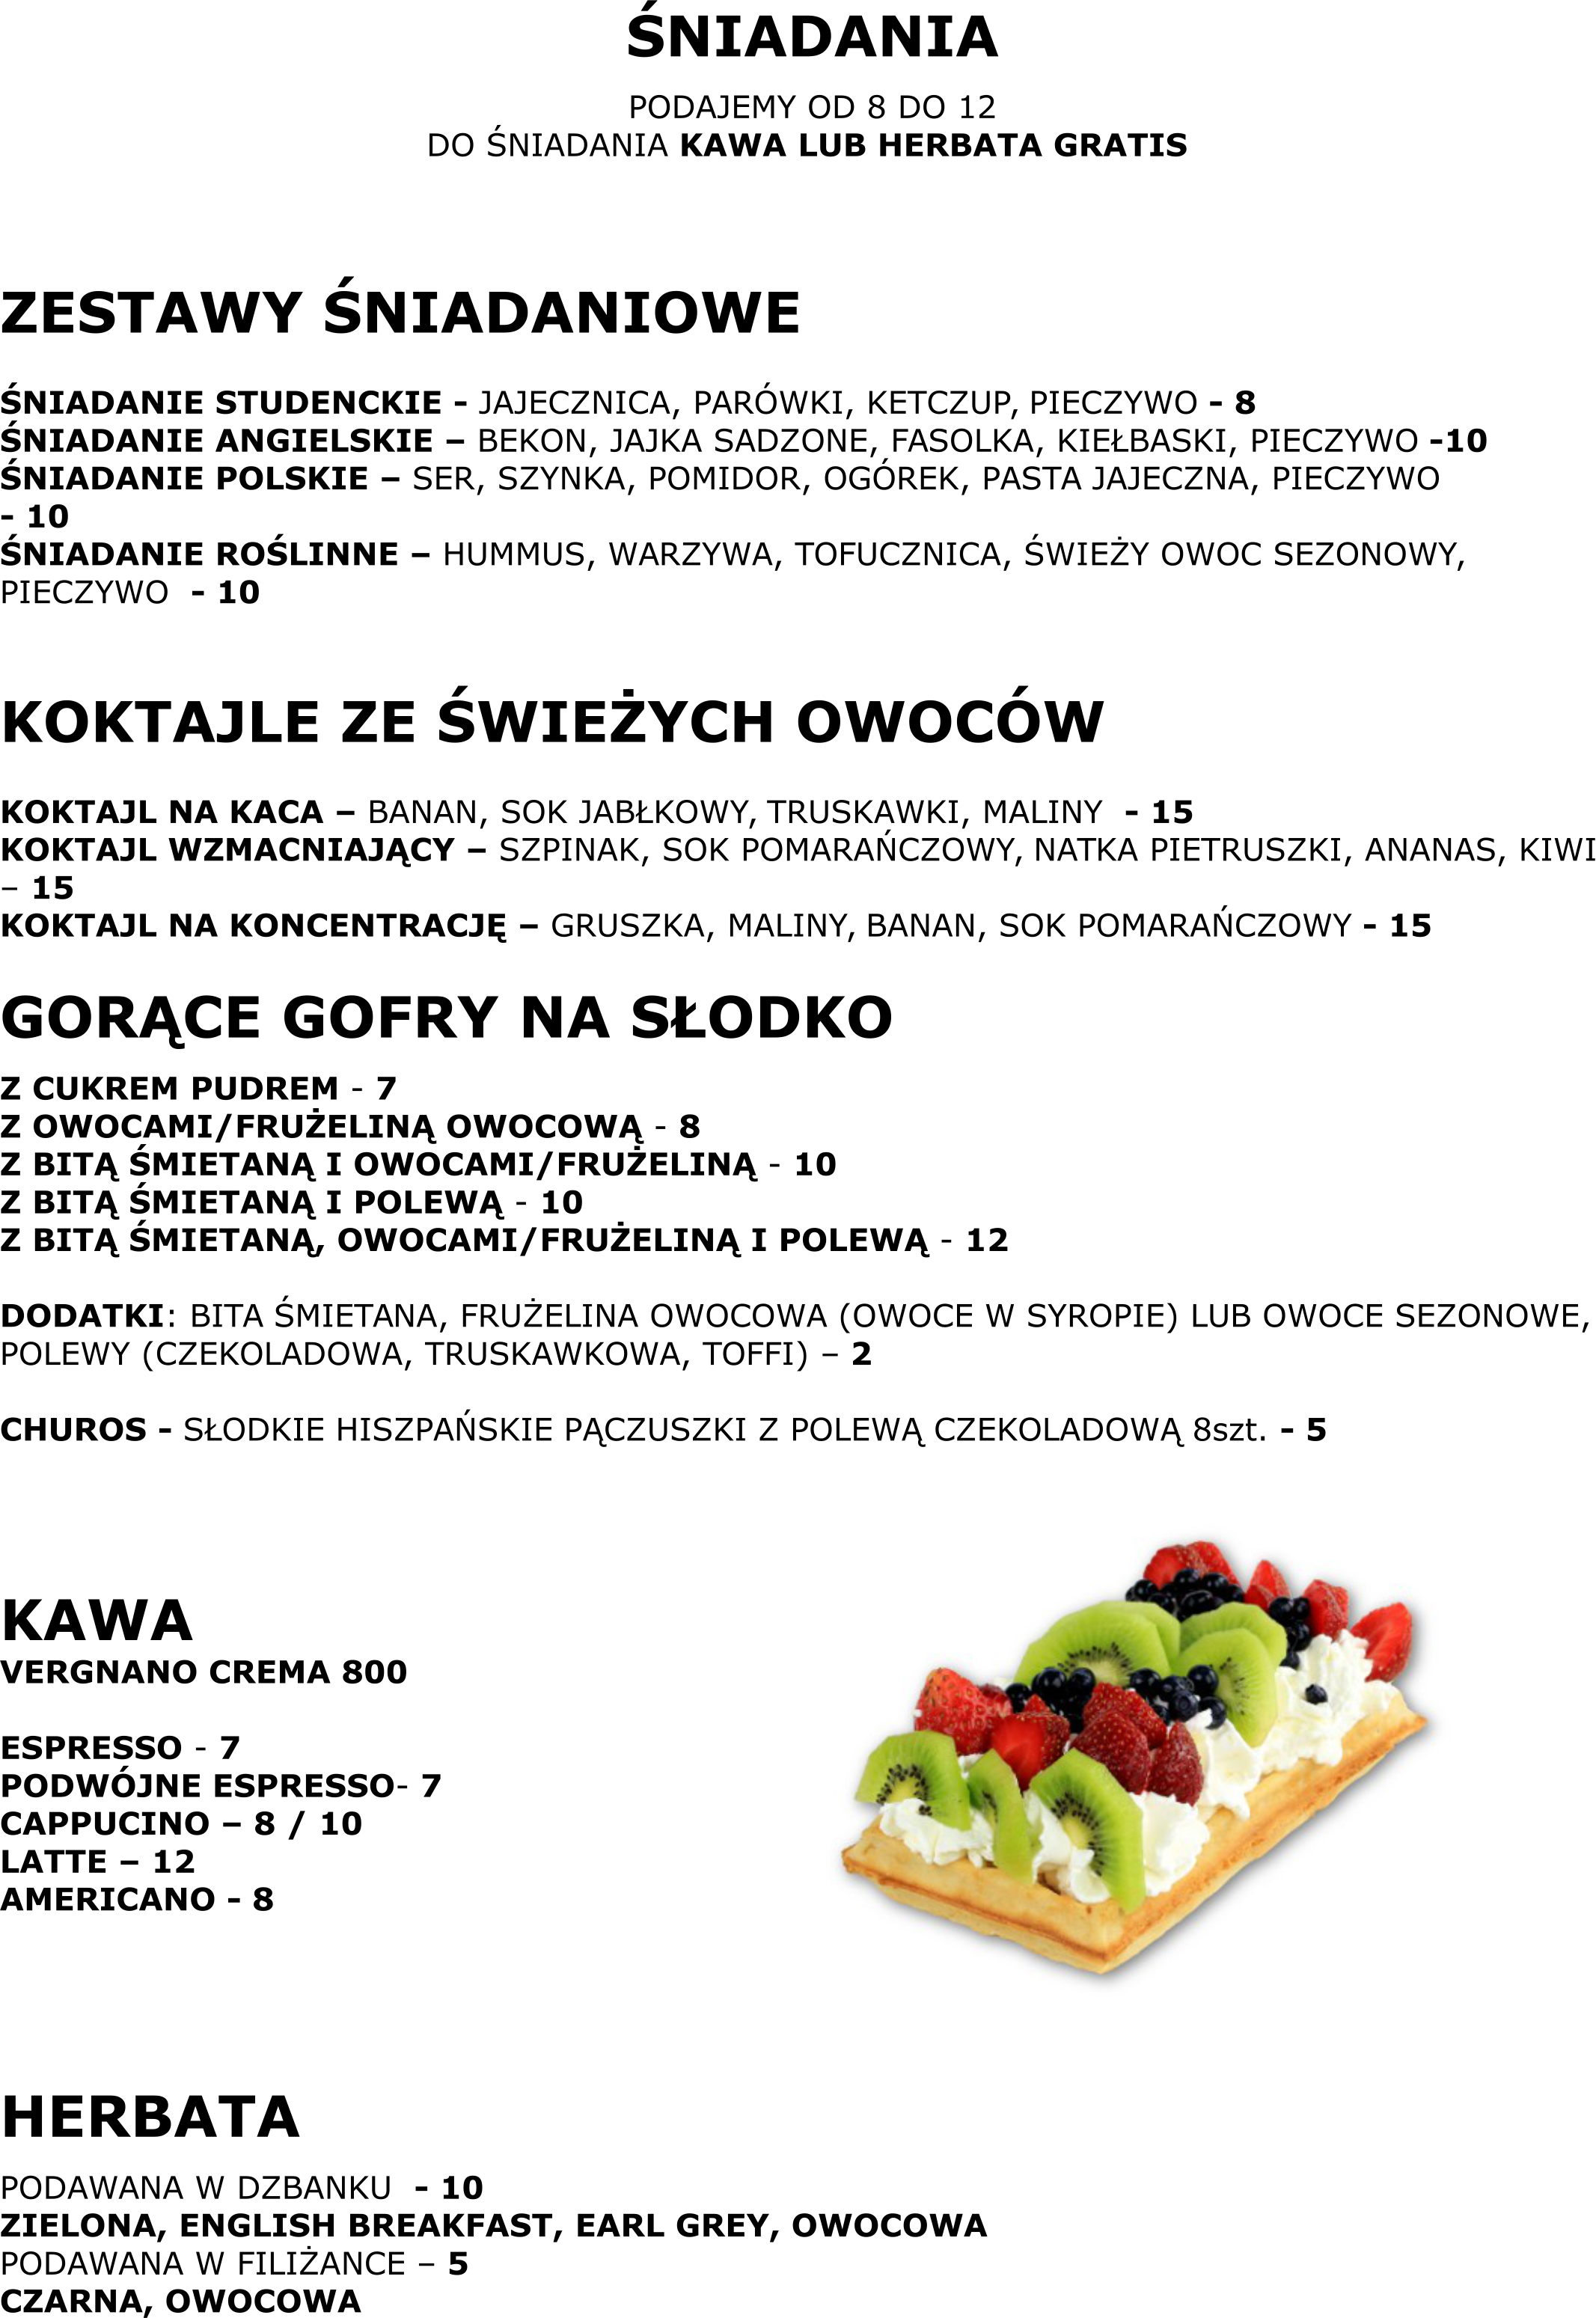 ŚNIADANIA
PODAJEMY OD 8 DO 12
DO ŚNIADANIA KAWA LUB HERBATA GRATIS
ZESTAWY ŚNIADANIOWE
ŚNIADANIE STUDENCKIE - JAJECZNICA, PARÓWKI, KETCZUP, PIECZYWO - 8
ŚNIADANIE ANGIELSKIE – BEKON, JAJKA SADZONE, FASOLKA, KIEŁBASKI, PIECZYWO -10
ŚNIADANIE POLSKIE – SER, SZYNKA, POMIDOR, OGÓREK, PASTA JAJECZNA, PIECZYWO
- 10
ŚNIADANIE ROŚLINNE – HUMMUS, WARZYWA, TOFUCZNICA, ŚWIEŻY OWOC SEZONOWY,
PIECZYWO  - 10
KOKTAJLE ZE ŚWIEŻYCH OWOCÓW
KOKTAJL NA KACA – BANAN, SOK JABŁKOWY, TRUSKAWKI, MALINY  - 15
KOKTAJL WZMACNIAJĄCY – SZPINAK, SOK POMARAŃCZOWY, NATKA PIETRUSZKI, ANANAS, KIWI
– 15
KOKTAJL NA KONCENTRACJĘ – GRUSZKA, MALINY, BANAN, SOK POMARAŃCZOWY - 15
GORĄCE GOFRY NA SŁODKO
Z CUKREM PUDREM - 7
Z OWOCAMI/FRUŻELINĄ OWOCOWĄ - 8
Z BITĄ ŚMIETANĄ I OWOCAMI/FRUŻELINĄ - 10
Z BITĄ ŚMIETANĄ I POLEWĄ - 10
Z BITĄ ŚMIETANĄ, OWOCAMI/FRUŻELINĄ I POLEWĄ - 12
DODATKI: BITA ŚMIETANA, FRUŻELINA OWOCOWA (OWOCE W SYROPIE) LUB OWOCE SEZONOWE,
POLEWY (CZEKOLADOWA, TRUSKAWKOWA, TOFFI) – 2
CHUROS - SŁODKIE HISZPAŃSKIE PĄCZUSZKI Z POLEWĄ CZEKOLADOWĄ 8szt. - 5
KAWA
VERGNANO CREMA 800
ESPRESSO - 7
PODWÓJNE ESPRESSO- 7
CAPPUCINO – 8 / 10
LATTE – 12
AMERICANO - 8
HERBATA
PODAWANA W DZBANKU  - 10
ZIELONA, ENGLISH BREAKFAST, EARL GREY, OWOCOWA
PODAWANA W FILIŻANCE – 5
CZARNA, OWOCOWA